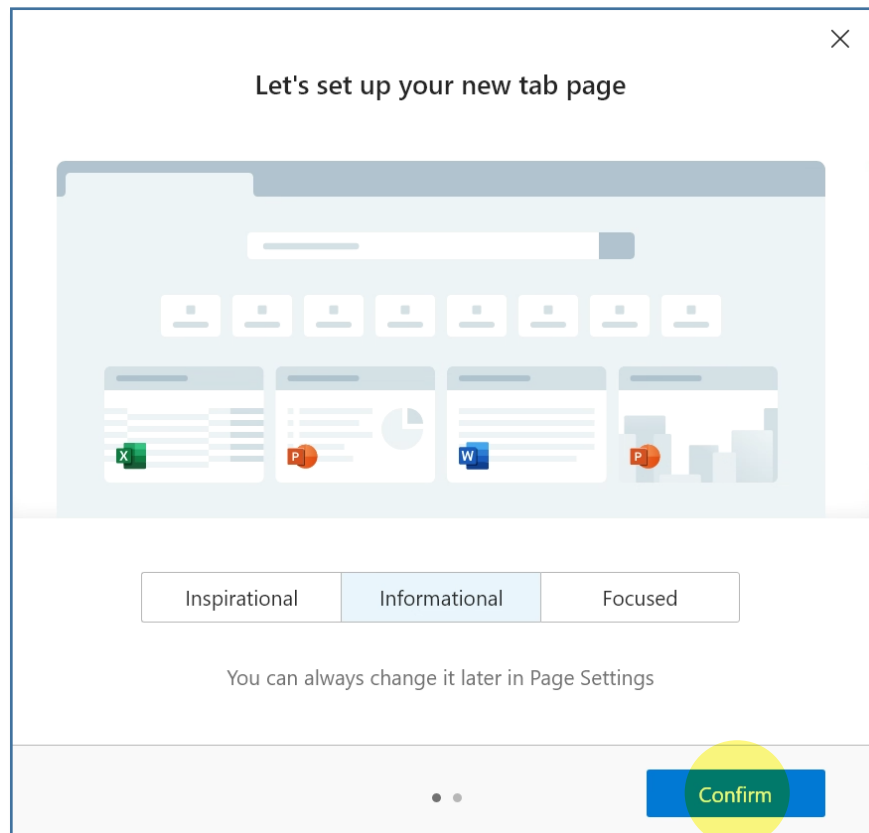 Let's set up your new tab page
X
P
W
P
Inspirational Informational Focused
You can always change it later in Page Settings
Confirm